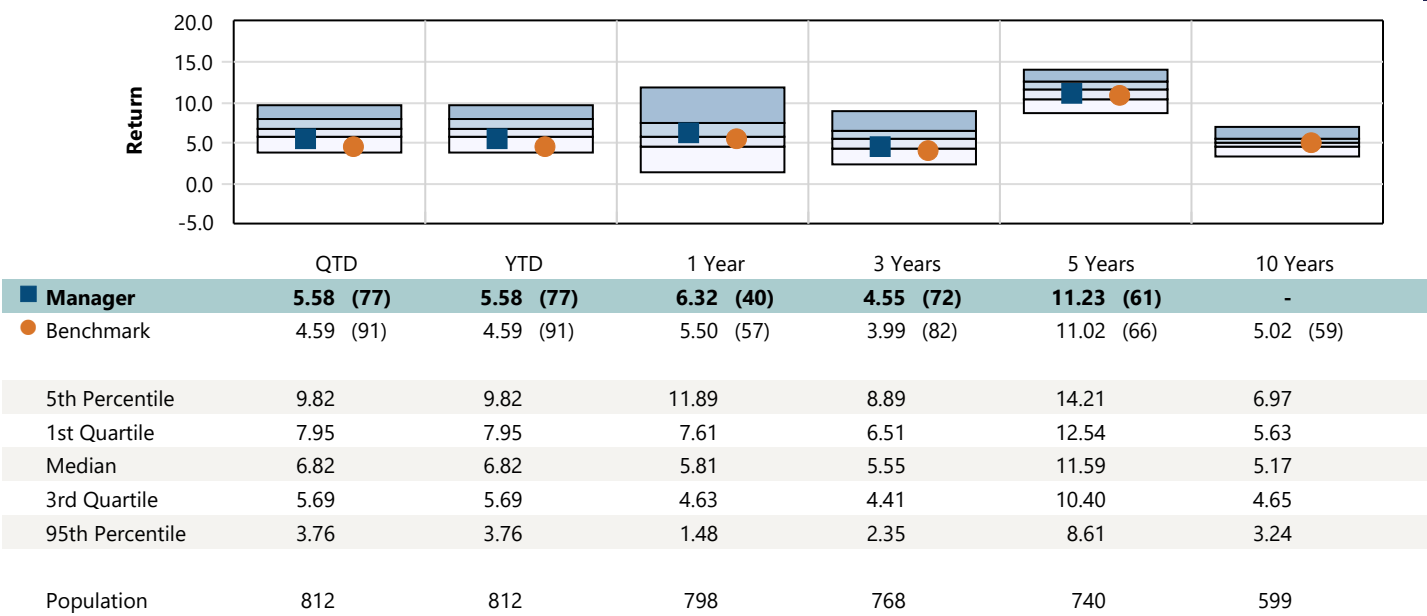 20.0
15.0
10.0
5.0
0.0
-5.0
Return
QTD YTD 1 Year 3 Years 5 Years 10 Years
Manager 5.58 (77) 5.58 (77) 6.32 (40) 4.55 (72) 11.23 (61) -
Benchmark 4.59 (91) 4.59 (91) 5.50 (57) 3.99 (82) 11.02 (66) 5.02 (59)
5th Percentile 9.82 9.82 11.89 8.89 14.21 6.97
1st Quartile 7.95 7.95 7.61 6.51 12.54 5.63
Median 6.82 6.82 5.81 5.55 11.59 5.17
3rd Quartile 5.69 5.69 4.63 4.41 10.40 4.65
95th Percentile 3.76 3.76 1.48 2.35 8.61 3.24
Population 812 812 798 768 740 599